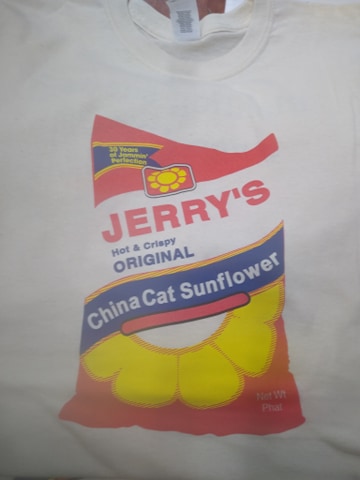 30 Years
of Jammin'
Perfection
JERRY'S
Hot & Crispy
ORIGINAL
China Cat Sunflower
Net Wt
Phat